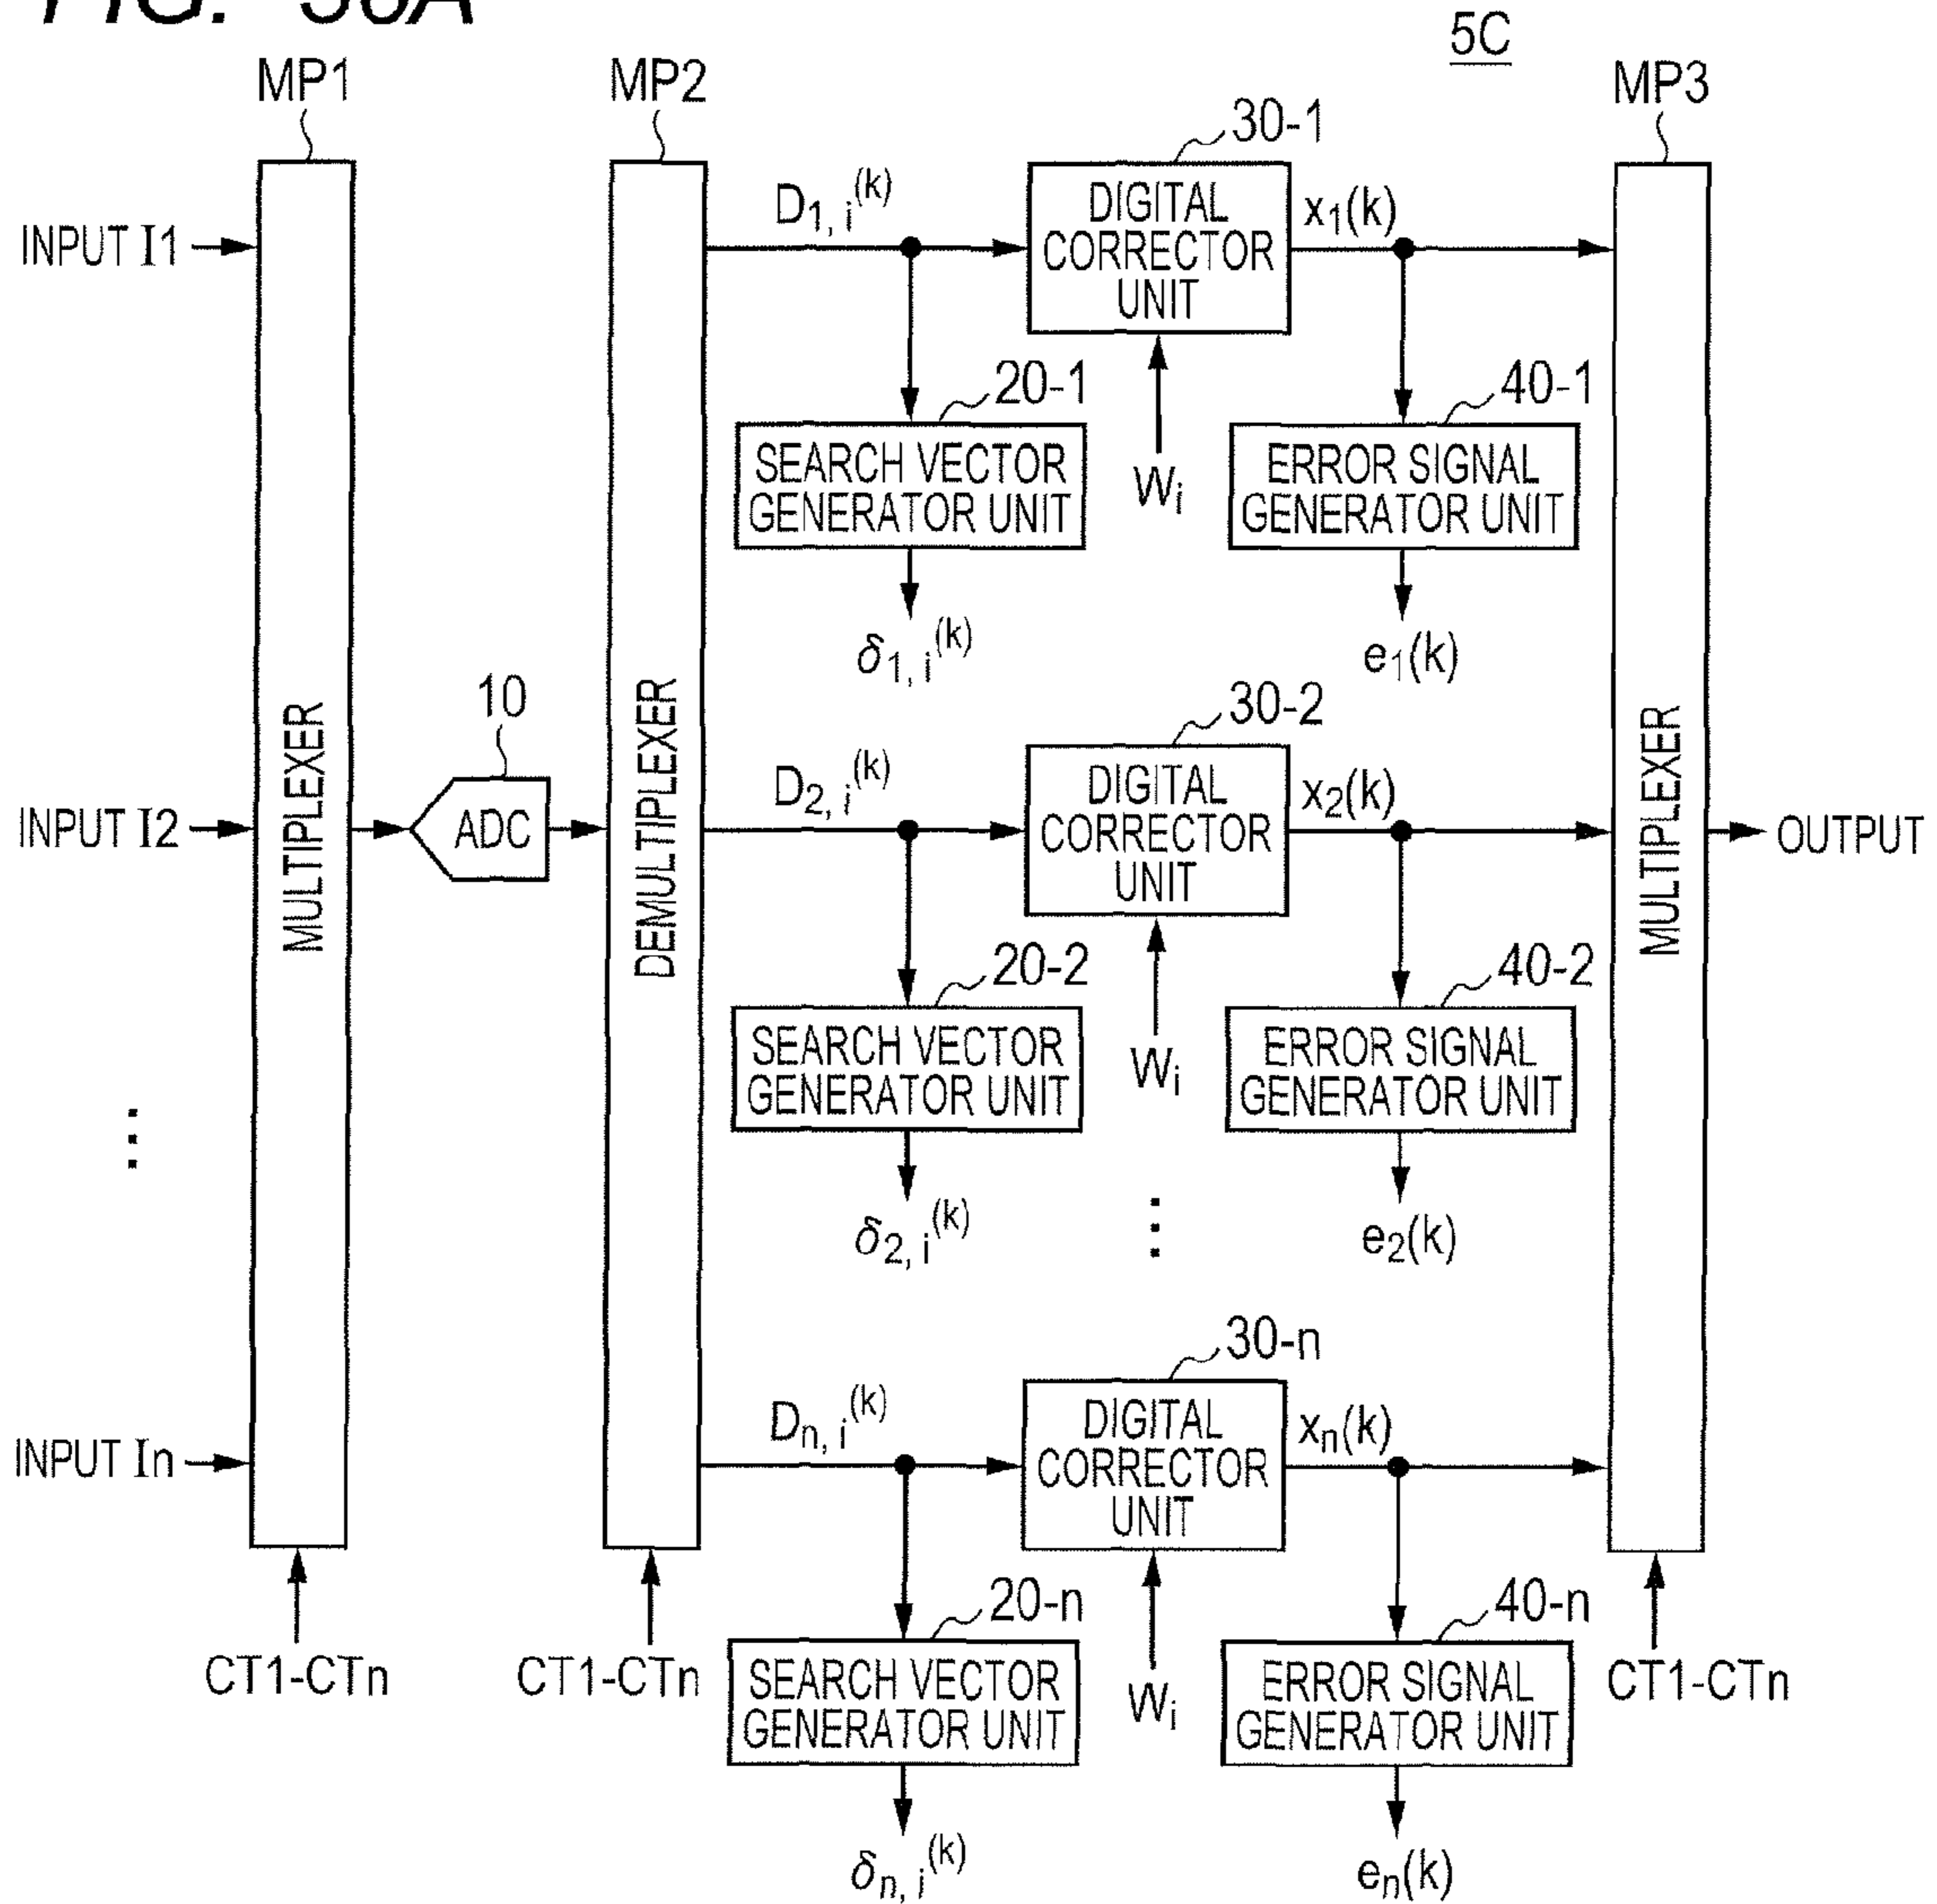 5C
MP1
MP2
MP3
30-1
D1, i(k)
DIGITAL
CORRECTOR
UNIT
x1(k)
INPUT I1
20-1
40-1
SEARCH VECTOR
GENERATOR UNIT
Wi
ERROR SIGNAL
GENERATOR UNIT
δ1, i(k)
e1(k)
10
30-2
MULTIPLEXER
DEMULTIPLEXER
MULTIPLEXER
D2, i(k)
DIGITAL
CORRECTOR
UNIT
x2(k)
INPUT I2
ADC
OUTPUT
20-2
40-2
SEARCH VECTOR
GENERATOR UNIT
Wi
ERROR SIGNAL
GENERATOR UNIT
δ2, i(k)
e2(k)
30-n
Dn, i(k)
DIGITAL
CORRECTOR
UNIT
xn(k)
INPUT In
20-n
40-n
CT1-CTn
CT1-CTn
SEARCH VECTOR
GENERATOR UNIT
Wi
ERROR SIGNAL
GENERATOR UNIT
CT1-CTn
δn, i(k)
en(k)